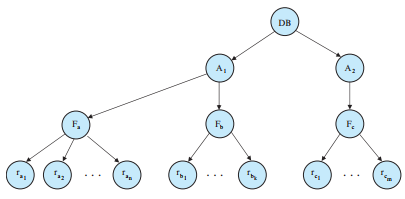 DB
A1 A2
Fa Fb Fc
ra1 ra2 . . . ran rb1 . . . rbk rc1 . . . rcm